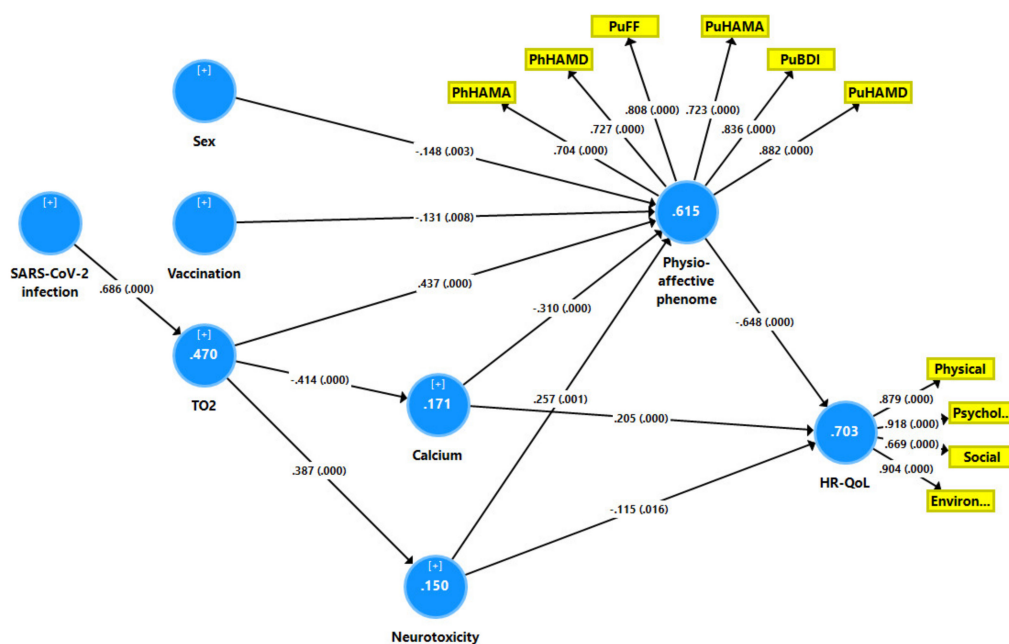 PuFF
PuHAMA
PhHAMD
PuBDI
PhHAMA
PuHAMD
[+]
Sex
.808 (.000)
.723 (.000)
.727 (.000)
.836 (.000)
.704 (.000)
.882 (.000)
-.148 (.003)
[+]
[+]
Vaccination
-.131 (.008)
.615
Physio-
affective
phenome
SARS-CoV-2
infection
.686 (.000)
.437 (.000)
-.310 (.000)
-.648 (.000)
[+]
.470
TO2
-.414 (.000)
[+]
.171
Calcium
.257 (.001)
.205 (.000)
.703
HR-QoL
Physical
.879 (.000)
Psychol...
.918 (.000)
.669 (.000)
Social
.904 (.000)
Environ...
.387 (.000)
-.115 (.016)
[+]
.150
Neurotoxicity